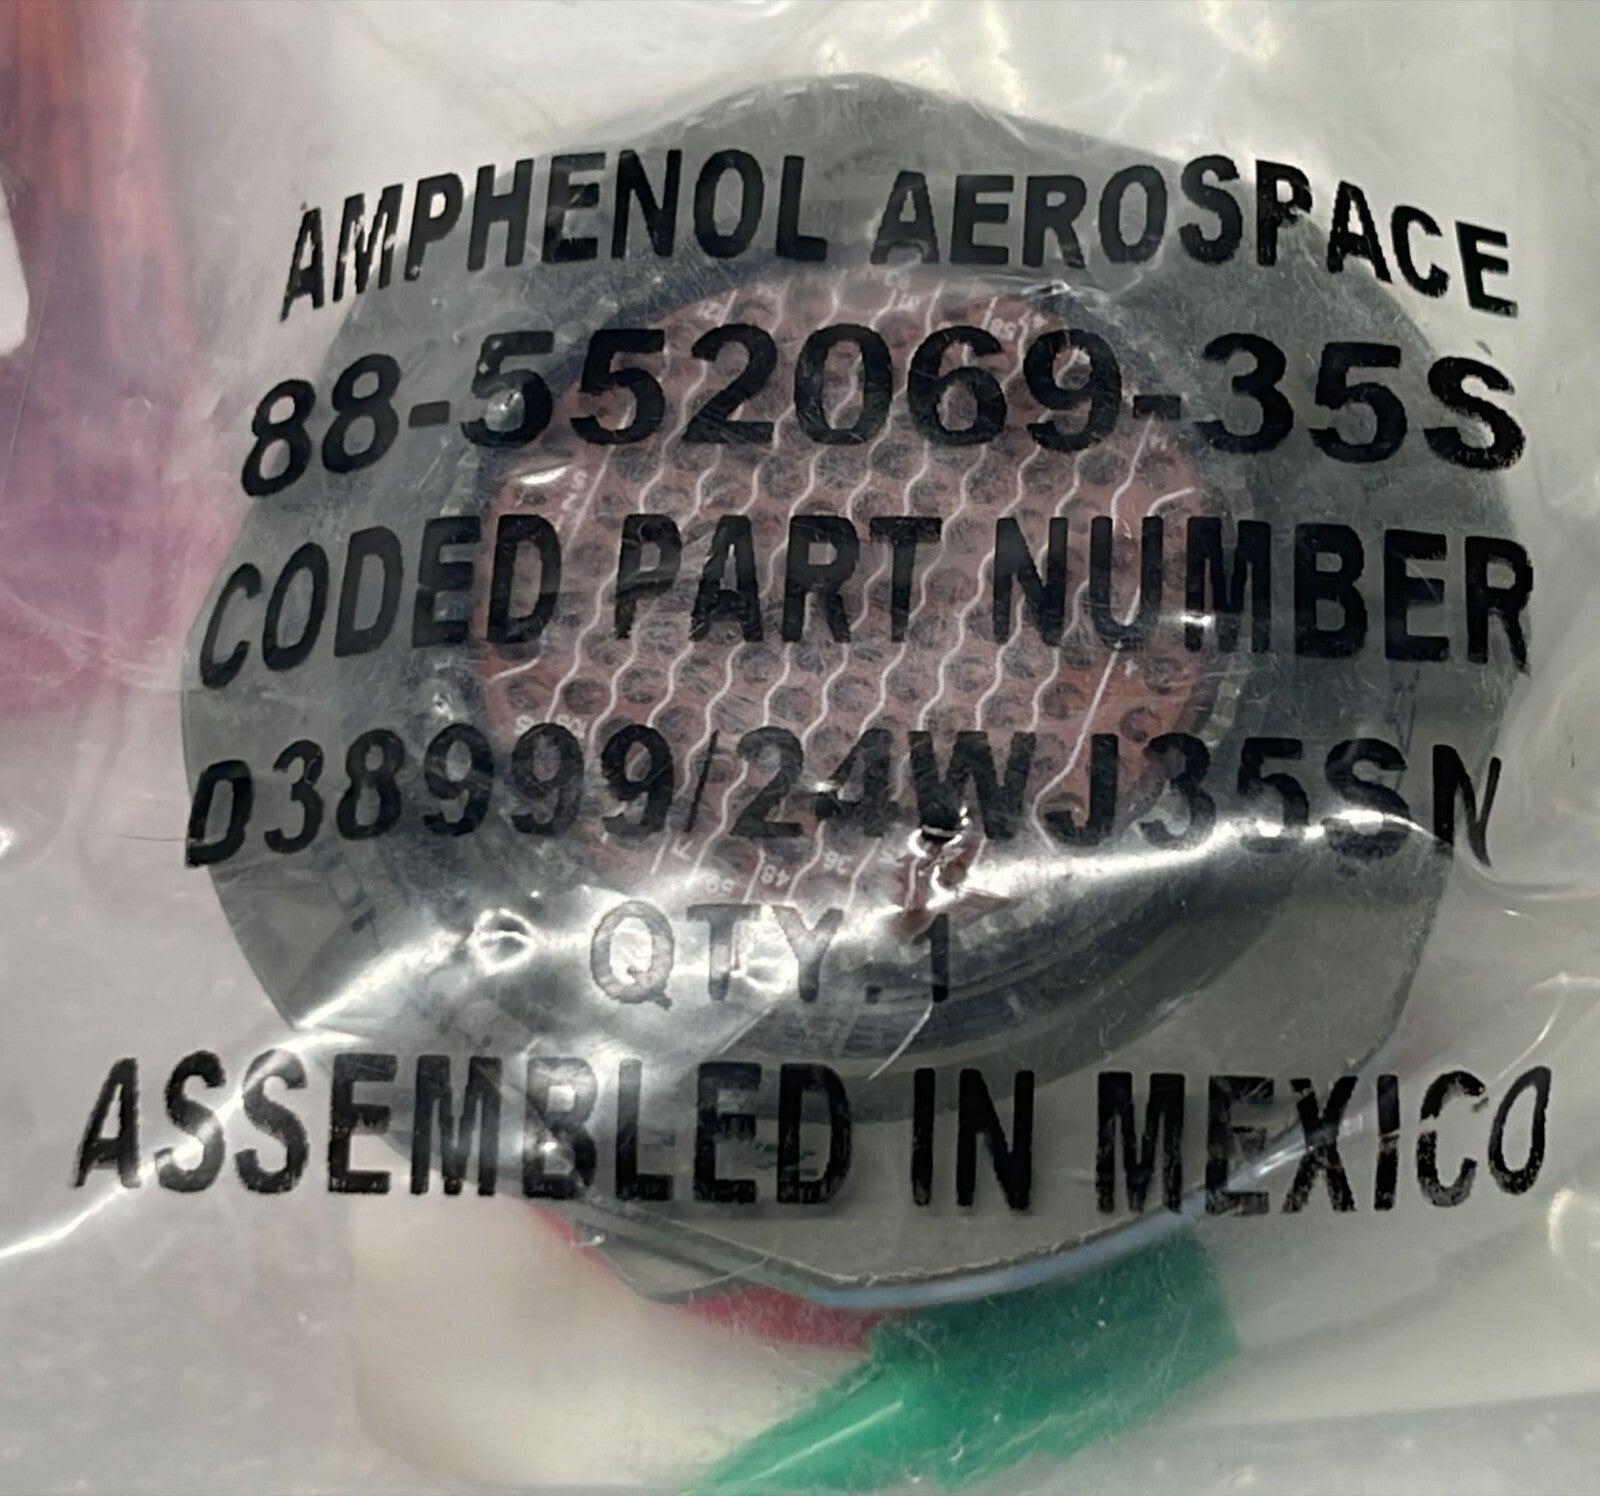 AMPHENOL AEROSPACE
88-552069-35S
CODED PART NUMBER
D38999/24WJ35SN
QTY. 1
ASSEMBLED IN MEXICO